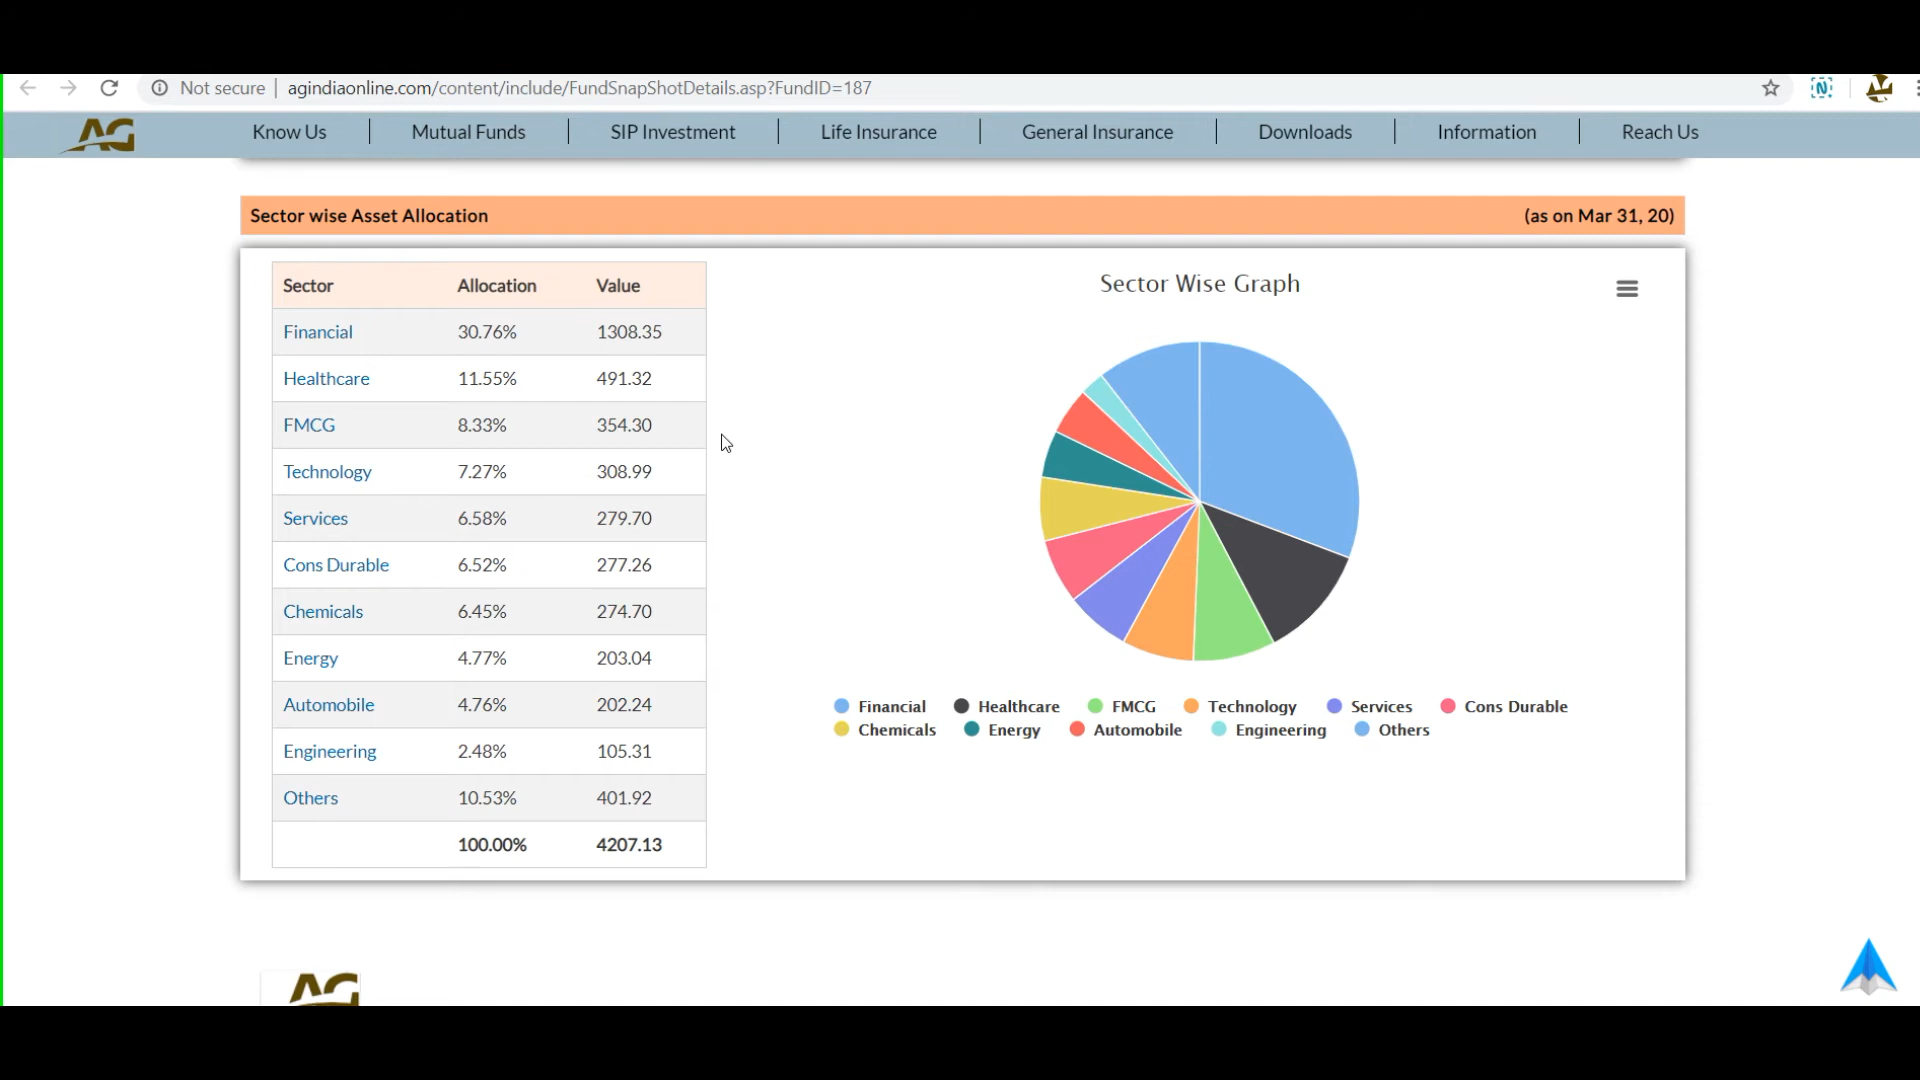 Not secure | agindiaonline.com/content/include/FundSnapShotDetails.asp?FundID=187
AG Know Us | Mutual Funds | SIP Investment | Life Insurance | General Insurance | Downloads | Information | Reach Us
Sector wise Asset Allocation (as on Mar 31, 20)
Sector Allocation Value
Financial 30.76% 1308.35
Healthcare 11.55% 491.32
FMCG 8.33% 354.30
Technology 7.27% 308.99
Services 6.58% 279.70
Cons Durable 6.52% 277.26
Chemicals 6.45% 274.70
Energy 4.77% 203.04
Automobile 4.76% 202.24
Engineering 2.48% 105.31
Others 10.53% 401.92
100.00% 4207.13
Sector Wise Graph
Financial Healthcare FMCG Technology Services Cons Durable
Chemicals Energy Automobile Engineering Others
AG